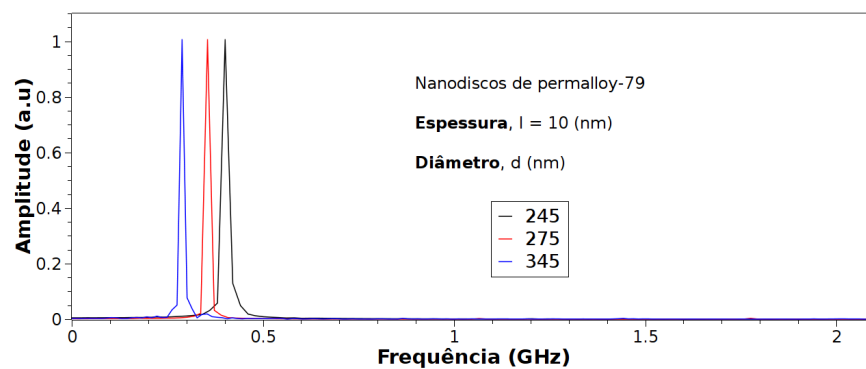 Amplitude (a.u)
1
0.8
0.6
0.4
0.2
0
Nanodiscos de permalloy-79
Espessura, l = 10 (nm)
Diâmetro, d (nm)
245
275
345
0 0.5 1 1.5 2
Frequência (GHz)